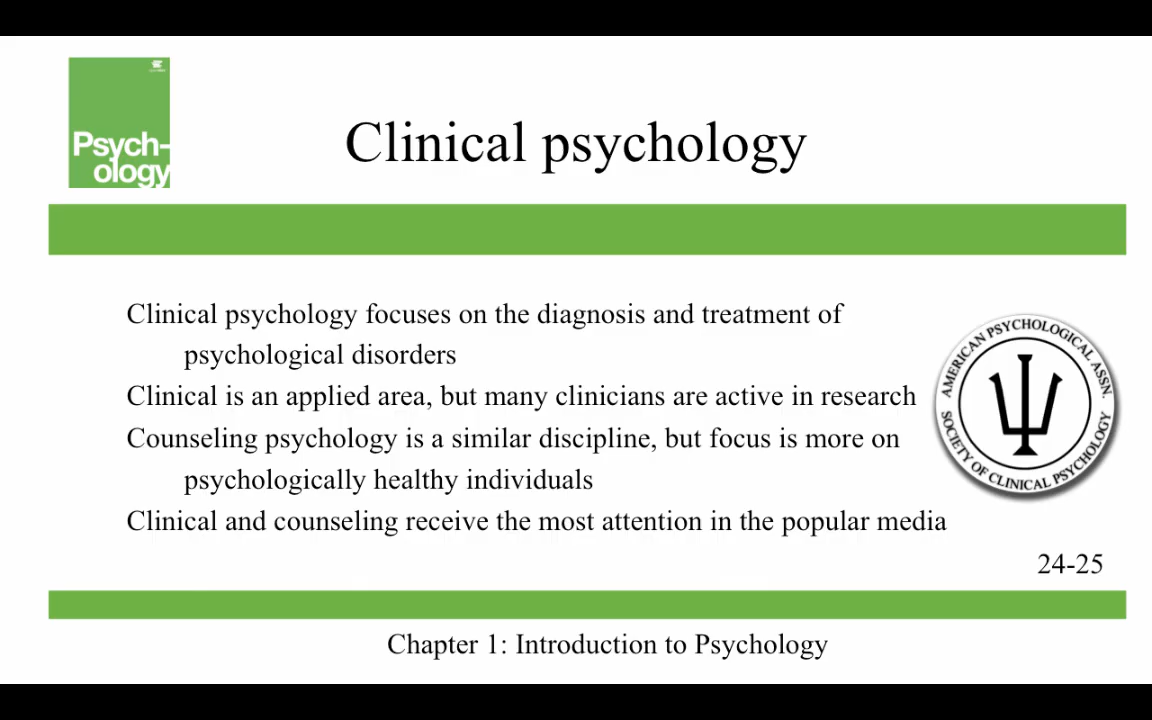 Psych-
ology
Clinical psychology
Clinical psychology focuses on the diagnosis and treatment of
psychological disorders
Clinical is an applied area, but many clinicians are active in research
Counseling psychology is a similar discipline, but focus is more on
psychologically healthy individuals
Clinical and counseling receive the most attention in the popular media
AMERICAN PSYCHOLOGICAL ASSN.
SOCIETY OF CLINICAL PSYCHOLOGY
24-25
Chapter 1: Introduction to Psychology